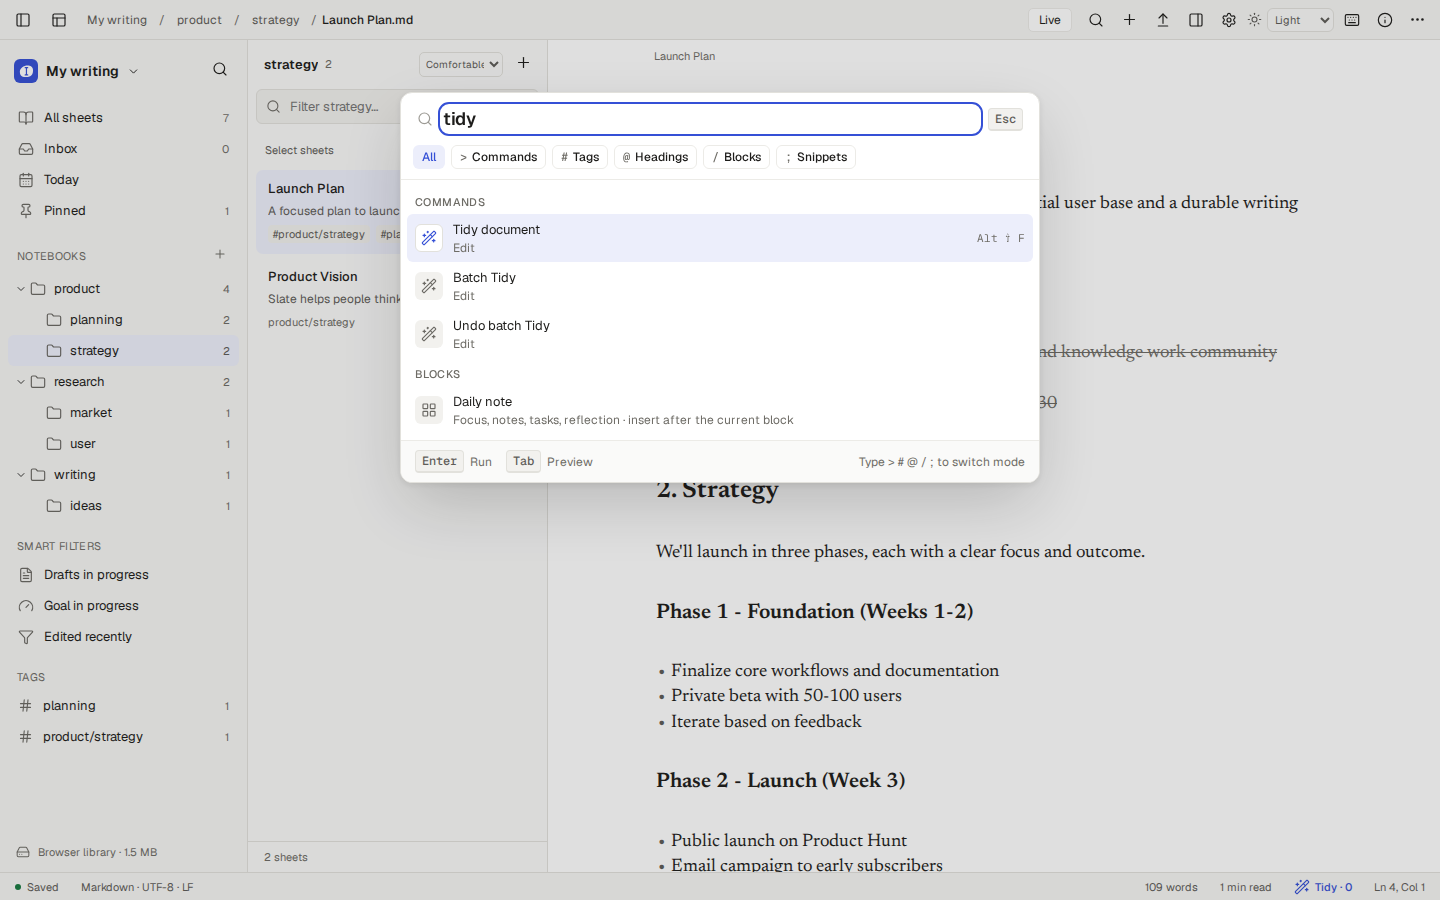 My writing / product / strategy / Launch Plan.md
Live
Light
My writing
All sheets 7
Inbox 0
Today
Pinned 1
NOTEBOOKS
product 4
planning 2
strategy 2
research 2
market 1
user 1
writing 1
ideas 1
SMART FILTERS
Drafts in progress
Goal in progress
Edited recently
TAGS
planning 1
product/strategy 1
Browser library · 1.5 MB
strategy 2
Comfortable
Filter strategy...
Select sheets
Launch Plan
A focused plan to launc
#product/strategy #pla
Product Vision
Slate helps people think
product/strategy
2 sheets
tidy
Esc
All
> Commands
# Tags
@ Headings
/ Blocks
; Snippets
COMMANDS
Tidy document
Edit
Alt ⇧ F
Batch Tidy
Edit
Undo batch Tidy
Edit
BLOCKS
Daily note
Focus, notes, tasks, reflection · insert after the current block
Enter Run Tab Preview
Type > # @ / ; to switch mode
Launch Plan
tial user base and a durable writing
nd knowledge work community
30
2. Strategy
We'll launch in three phases, each with a clear focus and outcome.
Phase 1 - Foundation (Weeks 1-2)
• Finalize core workflows and documentation
• Private beta with 50-100 users
• Iterate based on feedback
Phase 2 - Launch (Week 3)
• Public launch on Product Hunt
• Email campaign to early subscribers
Saved
Markdown · UTF-8 · LF
109 words
1 min read
Tidy · 0
Ln 4, Col 1